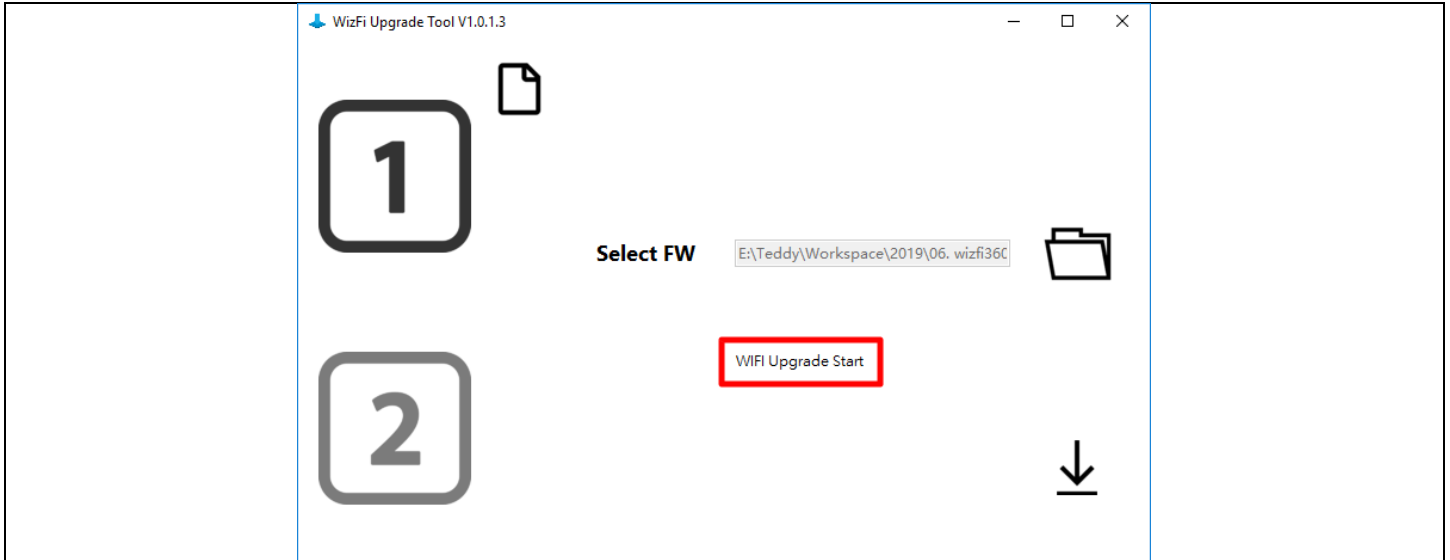 WizFi Upgrade Tool V1.0.1.3
1
Select FW
E:\Teddy\Workspace\2019\06. wizfi360
WIFI Upgrade Start
2